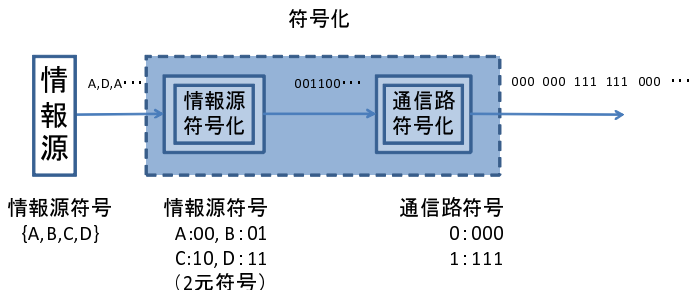 符号化
情報源
A,D,A···
情報源
符号化
001100···
通信路
符号化
000 000 111 111 000 ···
情報源符号
{A,B,C,D}
情報源符号
A:00, B:01
C:10, D:11
(2元符号)
通信路符号
0:000
1:111